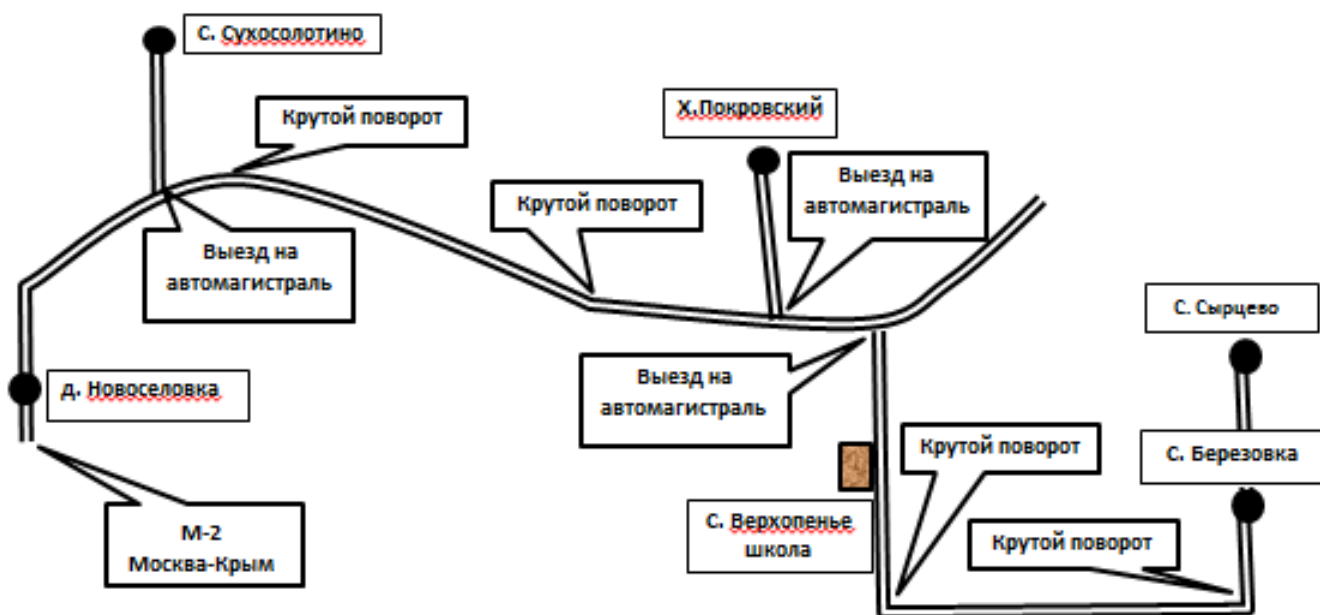 С. Сухосолотино
Крутой поворот
Х.Покровский
Выезд на
автомагистраль
Крутой поворот
Выезд на
автомагистраль
С. Сырцево
Выезд на
автомагистраль
д. Новоселовка
Крутой поворот
С. Березовка
С. Верхопенье
школа
М-2
Москва-Крым
Крутой поворот